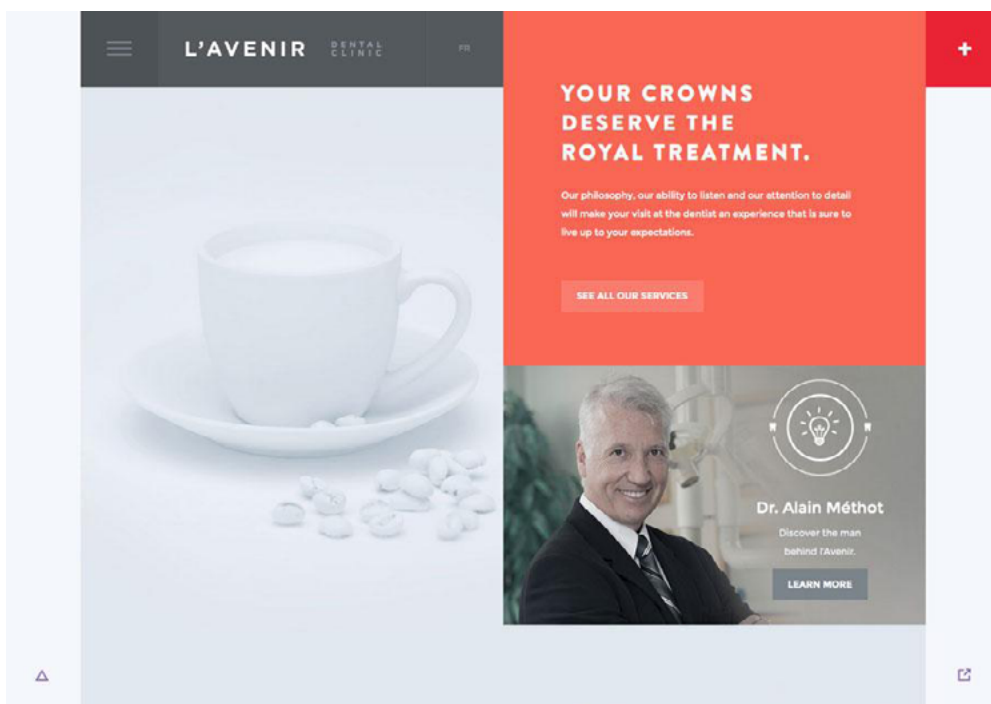 L'AVENIR DENTAL CLINIC
FR
YOUR CROWNS
DESERVE THE
ROYAL TREATMENT.
Our philosophy, our ability to listen and our attention to detail
will make your visit at the dentist an experience that is sure to
live up to your expectations.
SEE ALL OUR SERVICES
Dr. Alain Méthot
Discover the man
behind l'Avenir.
LEARN MORE